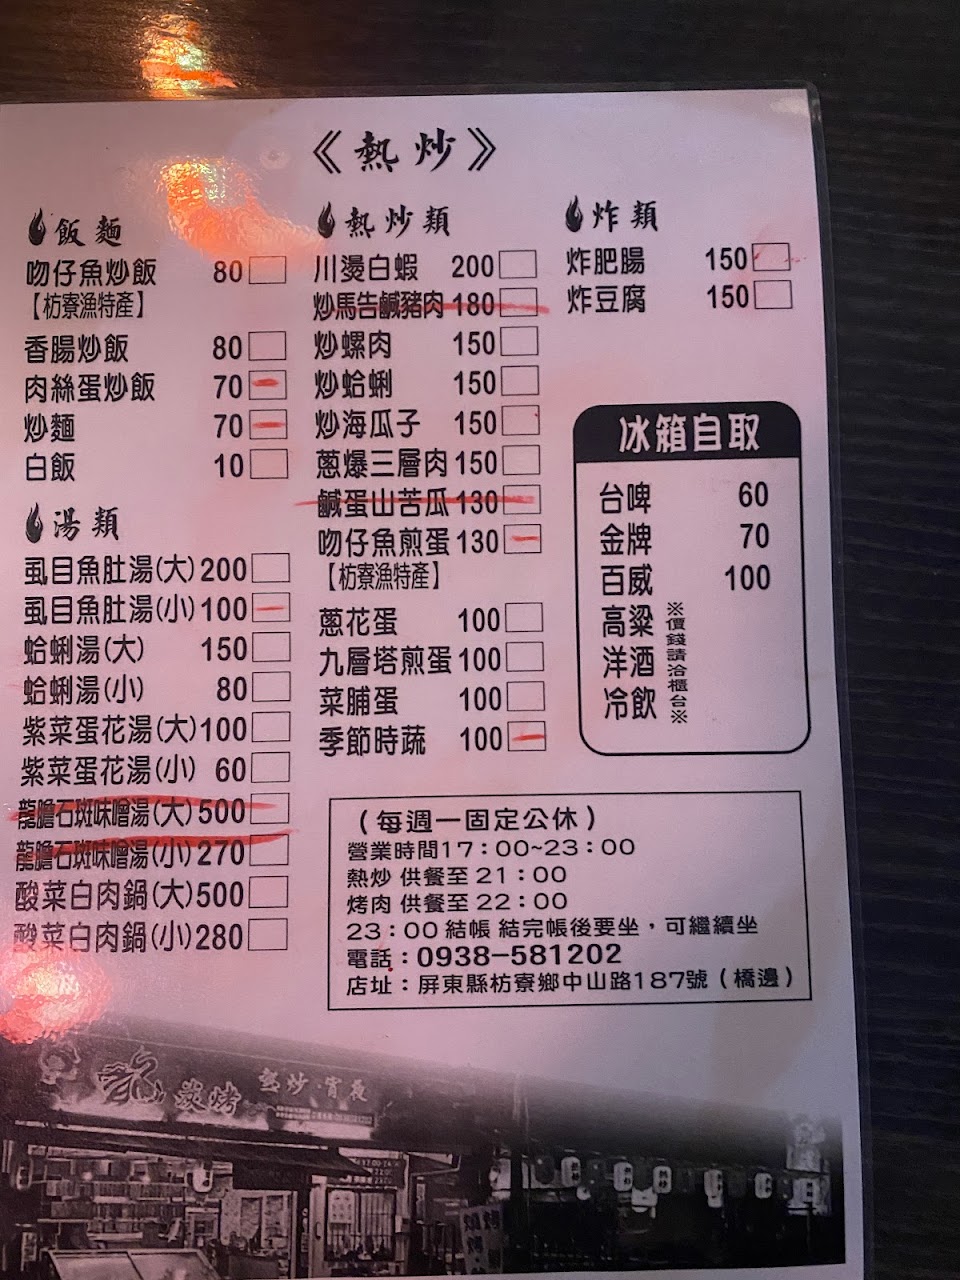 《熱炒》
飯麵
吻仔魚炒飯 80
【枋寮漁特產】
香腸炒飯 80
肉絲蛋炒飯 70
炒麵 70
白飯 10
湯類
虱目魚肚湯(大) 200
虱目魚肚湯(小) 100
蛤蜊湯(大) 150
蛤蜊湯(小) 80
紫菜蛋花湯(大) 100
紫菜蛋花湯(小) 60
龍膽石斑味噌湯(大) 500
龍膽石斑味噌湯(小) 270
酸菜白肉鍋(大) 500
酸菜白肉鍋(小) 280
熱炒類
川燙白蝦 200
炒馬告鹹豬肉 180
炒螺肉 150
炒蛤蜊 150
炒海瓜子 150
蔥爆三層肉 150
鹹蛋山苦瓜 130
吻仔魚煎蛋 130
【枋寮漁特產】
蔥花蛋 100
九層塔煎蛋 100
菜脯蛋 100
季節時蔬 100
炸類
炸肥腸 150
炸豆腐 150
冰箱自取
台啤 60
金牌 70
百威 100
高粱
洋酒
冷飲
※價錢請洽櫃台※
(每週一固定公休)
營業時間17:00~23:00
熱炒 供餐至 21:00
烤肉 供餐至 22:00
23:00 結帳 結完帳後要坐,可繼續坐
電話:0938-581202
店址:屏東縣枋寮鄉中山路187號(橋邊)
炭烤
熱炒·宵夜